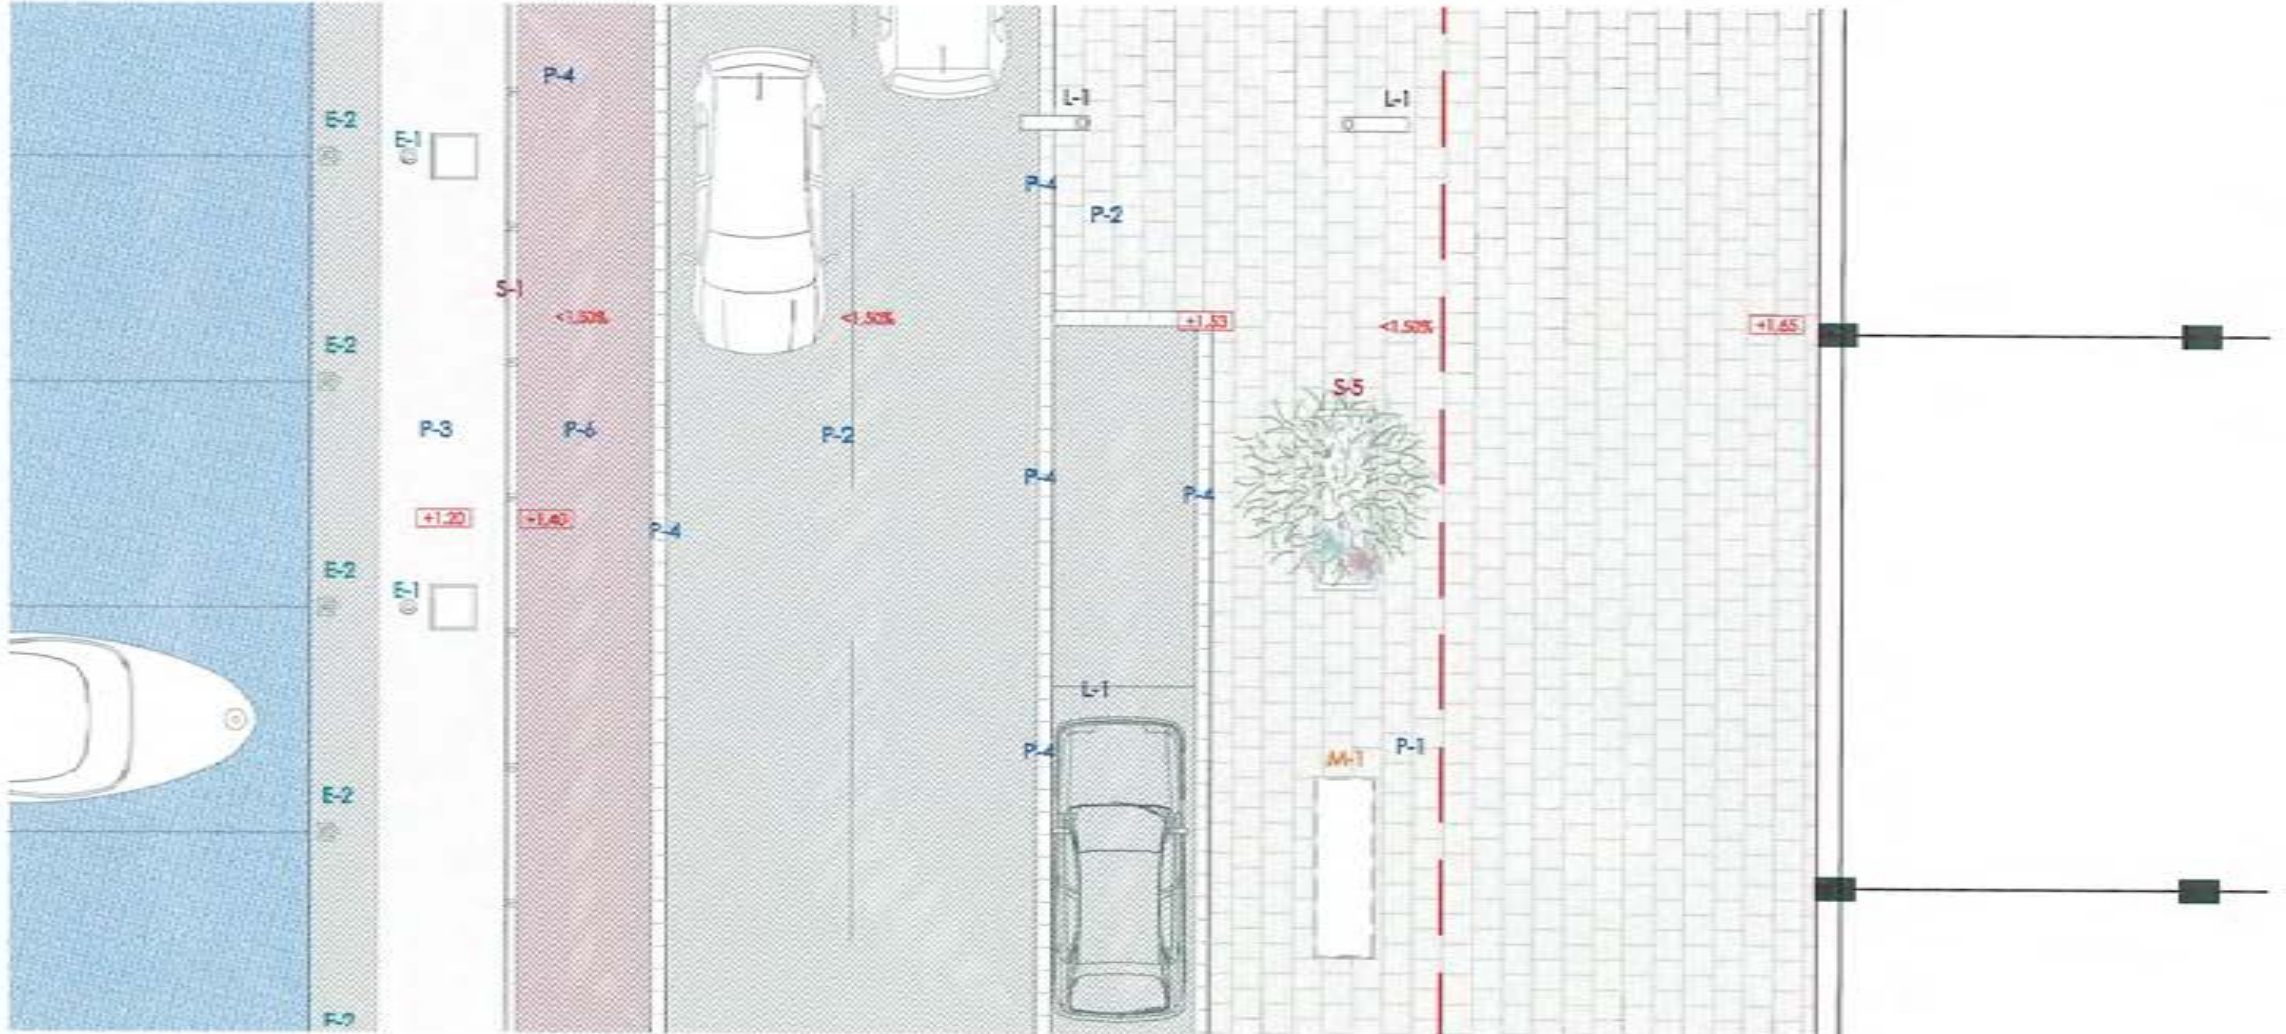 P-4
L-1
L-1
E-2
E-1
P-4
P-2
S-1
<1.50%
<1.50%
+1.53
<1.50%
+1.65
E-2
S-5
P-3
P-6
P-2
P-4
P-4
+1.20
+1.40
P-4
E-2
E-1
L-1
P-4
P-1
M-1
E-2
E-2